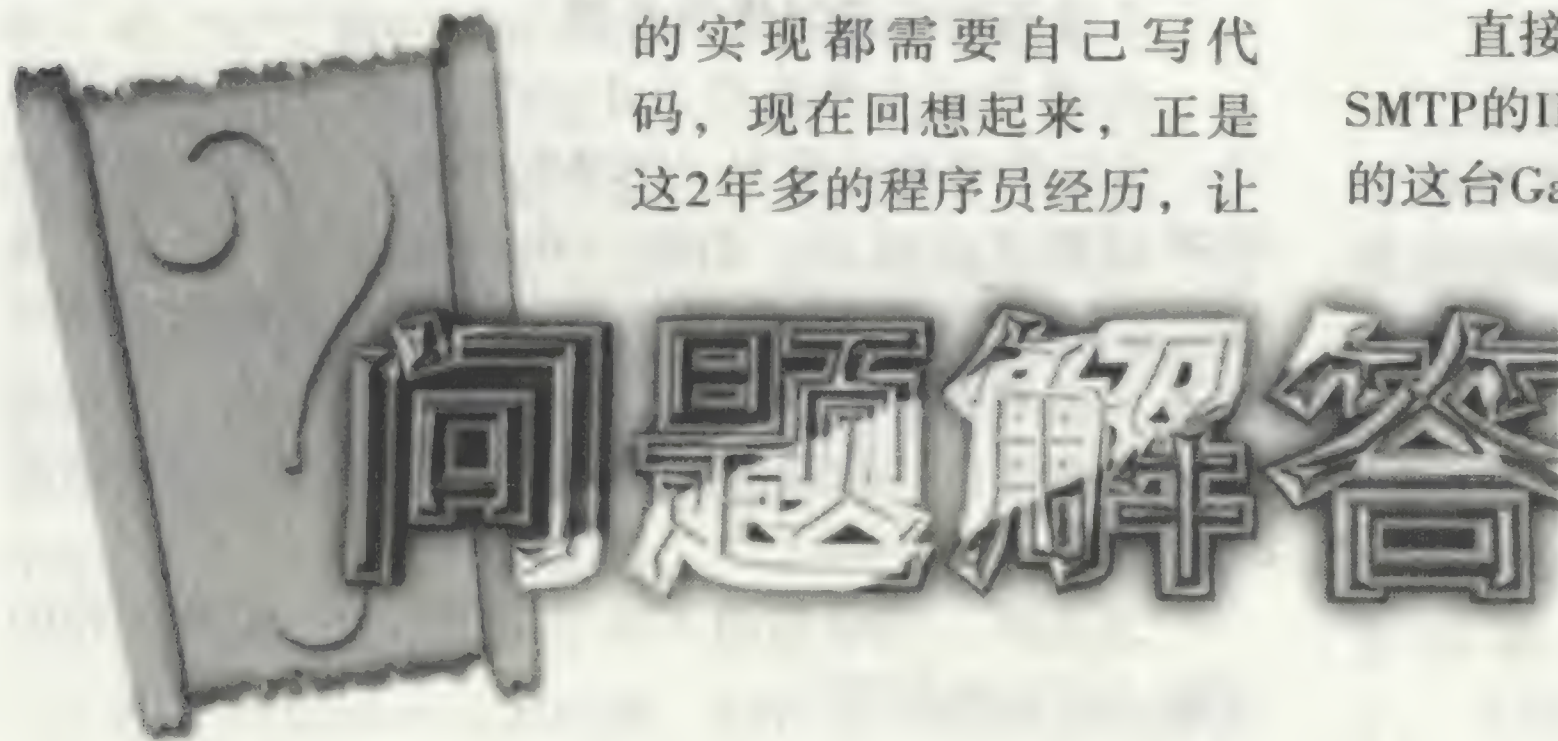 的实现都需要自己写代
码，现在回想起来，正是
这2年多的程序员经历，让
直接
SMTP的
的这台Ga
问题解答